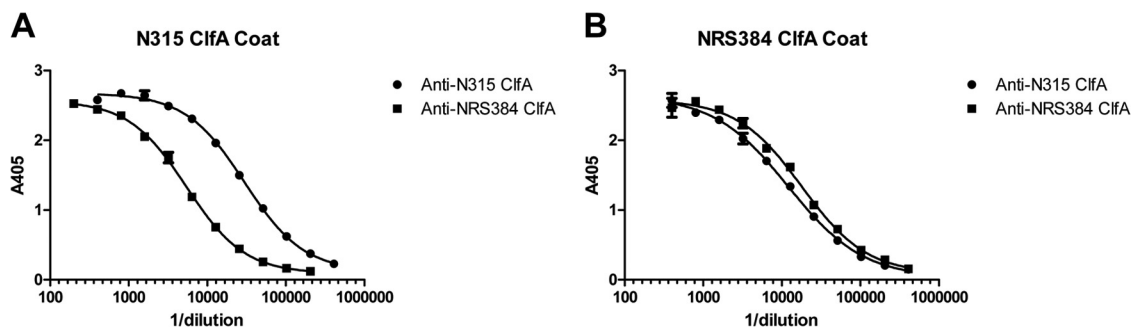 A
N315 ClfA Coat
3
2
1
0
A405
100
1000
10000
100000
1000000
1/dilution
Anti-N315 ClfA
Anti-NRS384 ClfA
B
NRS384 ClfA Coat
3
2
1
0
A405
100
1000
10000
100000
1000000
1/dilution
Anti-N315 ClfA
Anti-NRS384 ClfA